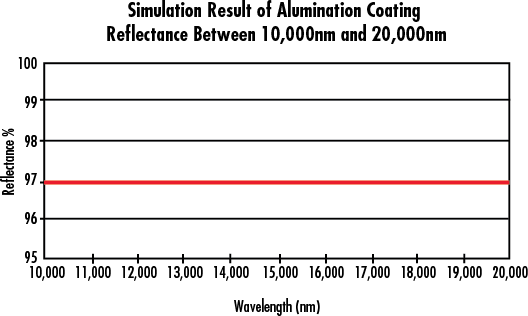 Simulation Result of Alumination Coating
Reflectance Between 10,000nm and 20,000nm
100
99
98
97
96
95
Reflectance %
10,000 11,000 12,000 13,000 14,000 15,000 16,000 17,000 18,000 19,000 20,000
Wavelength (nm)